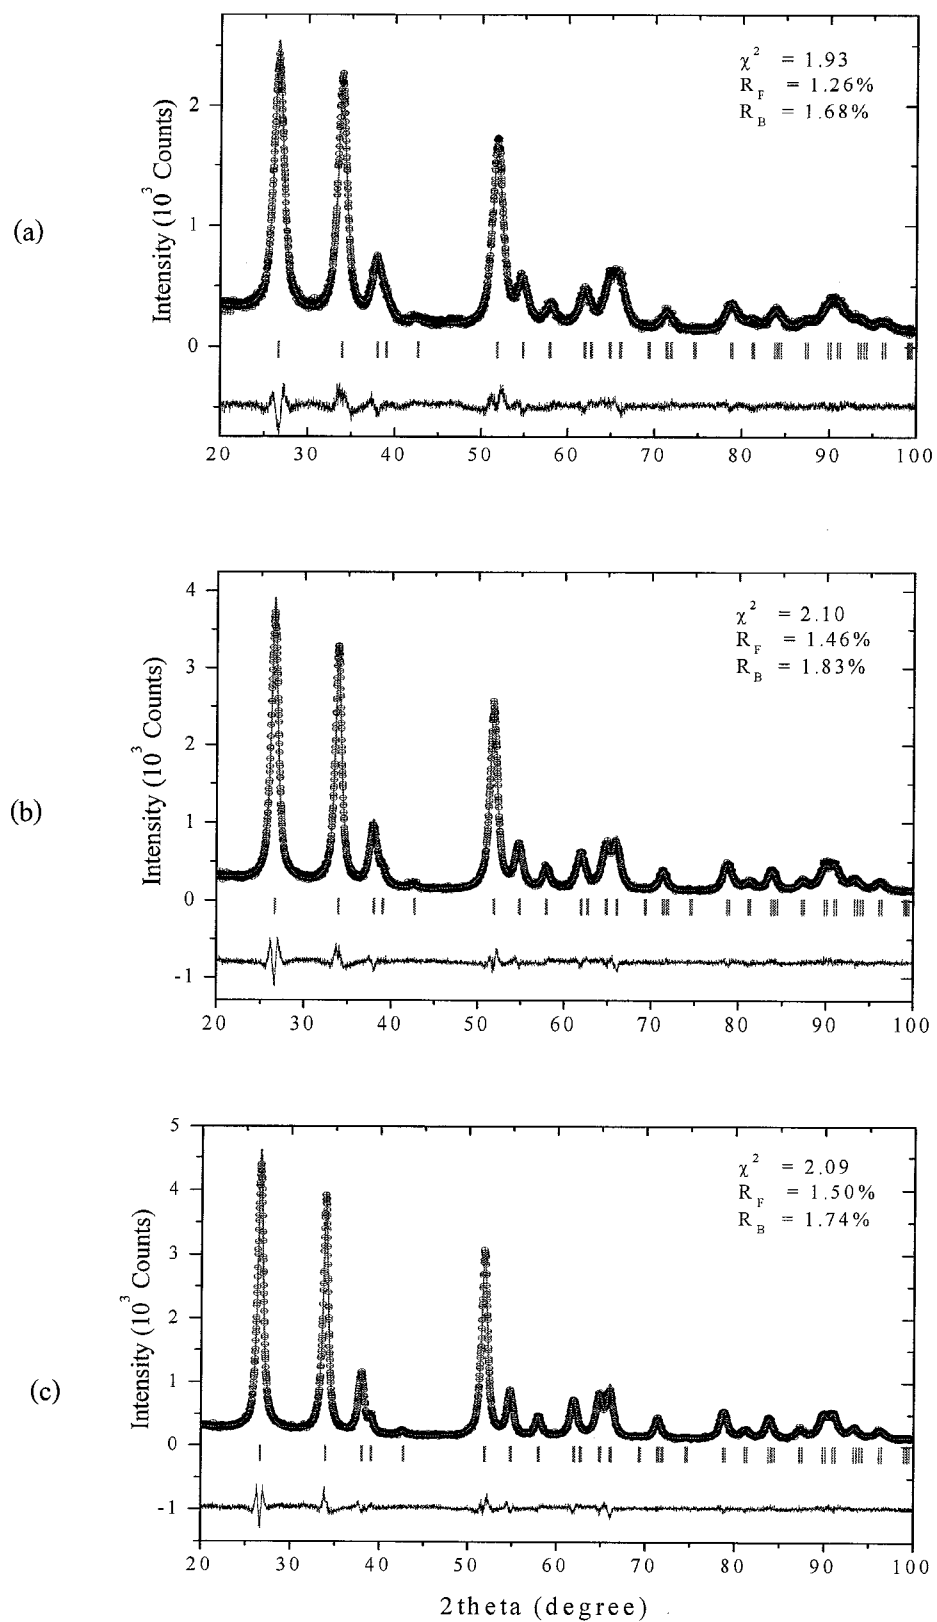 (a)
Intensity (10³ Counts)
2
1
0
χ² = 1.93
R_F = 1.26%
R_B = 1.68%
20 30 40 50 60 70 80 90 100
(b)
Intensity (10³ Counts)
4
3
2
1
0
-1
χ² = 2.10
R_F = 1.46%
R_B = 1.83%
20 30 40 50 60 70 80 90 100
(c)
Intensity (10³ Counts)
5
4
3
2
1
0
-1
χ² = 2.09
R_F = 1.50%
R_B = 1.74%
20 30 40 50 60 70 80 90 100
2theta (degree)